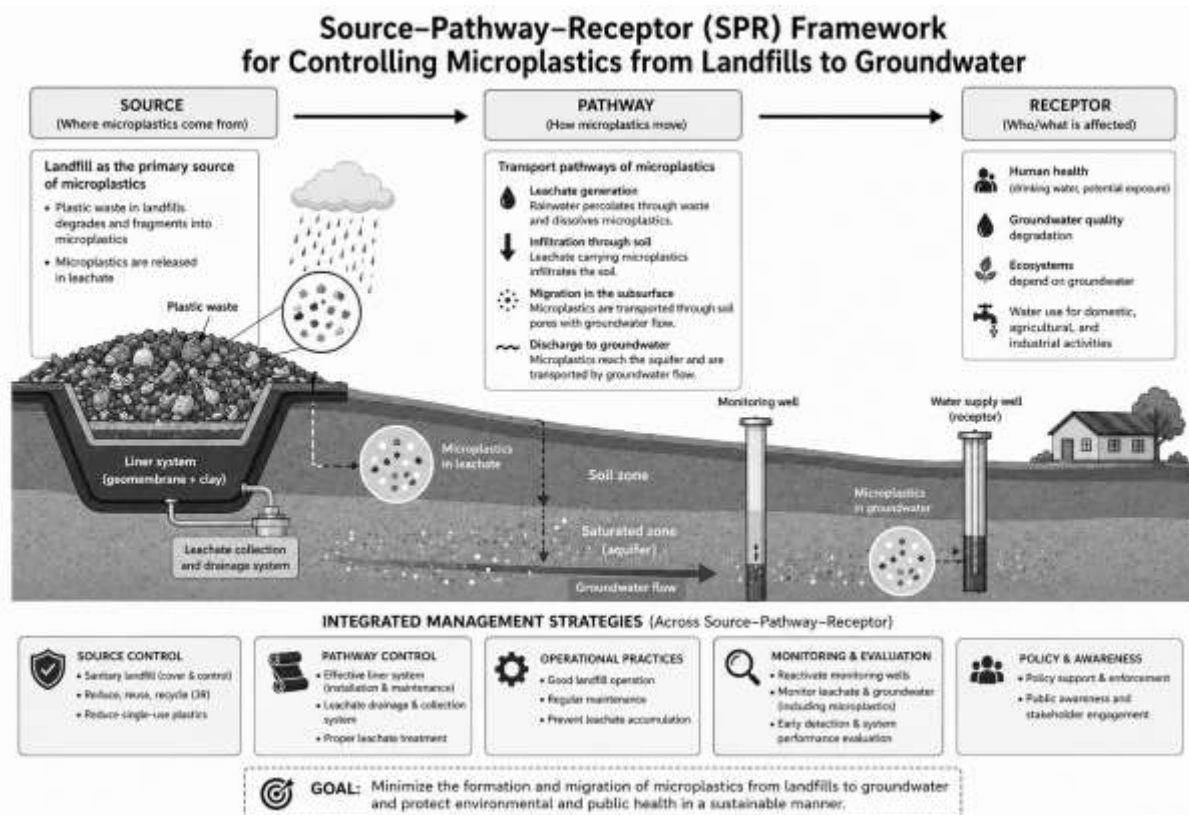 Source–Pathway–Receptor (SPR) Framework
for Controlling Microplastics from Landfills to Groundwater
SOURCE
(Where microplastics come from)
PATHWAY
(How microplastics move)
RECEPTOR
(Who/what is affected)
Landfill as the primary source
of microplastics
• Plastic waste in landfills
degrades and fragments into
microplastics
• Microplastics are released
in leachate
Plastic waste
Transport pathways of microplastics
Leachate generation
Rainwater percolates through waste
and dissolves microplastics.
Infiltration through soil
Leachate carrying microplastics
infiltrates the soil.
Migration in the subsurface
Microplastics are transported through soil
pores with groundwater flow.
Discharge to groundwater
Microplastics reach the aquifer and are
transported by groundwater flow.
Human health
(drinking water, potential exposure)
Groundwater quality
degradation
Ecosystems
depend on groundwater
Water use for domestic,
agricultural, and
industrial activities
Liner system
(geomembrane + clay)
Leachate collection
and drainage system
Microplastics
in leachate
Soil zone
Saturated zone
(aquifer)
Groundwater flow
Monitoring well
Microplastics
in groundwater
Water supply well
(receptor)
INTEGRATED MANAGEMENT STRATEGIES (Across Source–Pathway–Receptor)
SOURCE CONTROL
• Sanitary landfill (cover & control)
• Reduce, reuse, recycle (3R)
• Reduce single-use plastics
PATHWAY CONTROL
• Effective liner system
(installation & maintenance)
• Leachate drainage & collection
system
• Proper leachate treatment
OPERATIONAL PRACTICES
• Good landfill operation
• Regular maintenance
• Prevent leachate accumulation
MONITORING & EVALUATION
• Reactivate monitoring wells
• Monitor leachate & groundwater
(including microplastics)
• Early detection & system
performance evaluation
POLICY & AWARENESS
• Policy support & enforcement
• Public awareness and
stakeholder engagement
GOAL: Minimize the formation and migration of microplastics from landfills to groundwater
and protect environmental and public health in a sustainable manner.